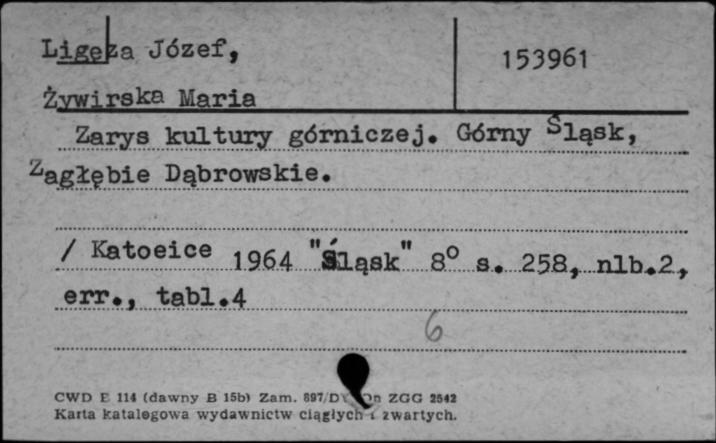 Ligęza Józef,
153961
Żywirska Maria
Zarys kultury górniczej. Górny Śląsk,
Zagłębie Dąbrowskie.
/ Katoeice 1964 "Śląsk" 8° s. 258, nlb.2,
err., tabl.4
6
CWD E 114 (dawny B 15b) Zam. 897/D ZGG 2542
Karta katalogowa wydawnictw ciągłych i zwartych.